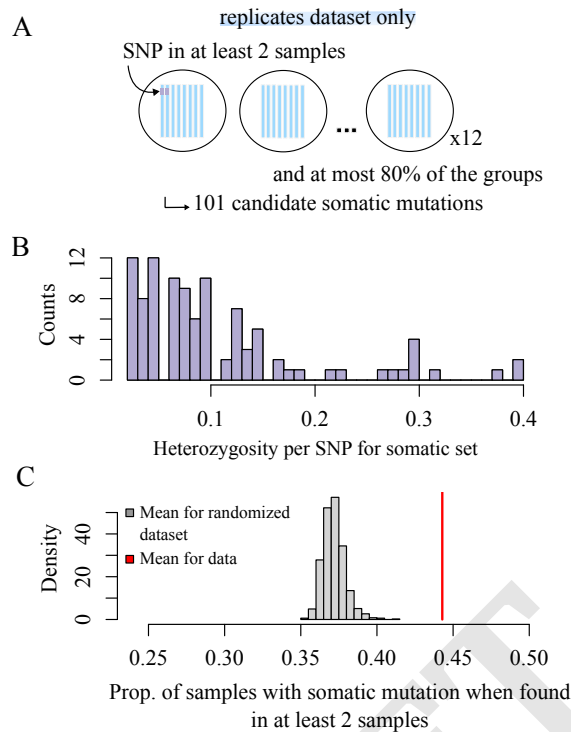 A
replicates dataset only
SNP in at least 2 samples
...
x12
and at most 80% of the groups
101 candidate somatic mutations
B
Counts
12
8
4
0
0.1
0.2
0.3
0.4
Heterozygosity per SNP for somatic set
C
Density
40
20
0
Mean for randomized
dataset
Mean for data
0.25
0.30
0.35
0.40
0.45
0.50
Prop. of samples with somatic mutation when found
in at least 2 samples